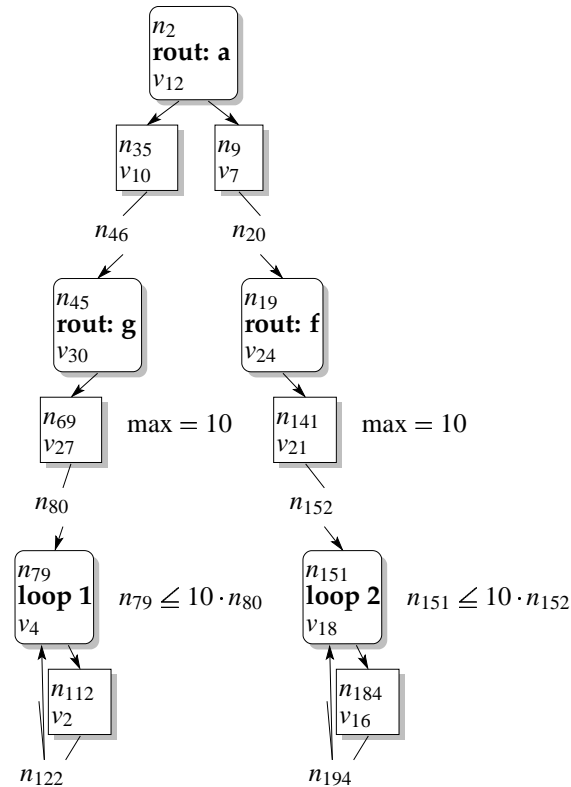 n₂
rout: a
v₁₂
n₃₅
v₁₀
n₉
v₇
n₄₆
n₂₀
n₄₅
rout: g
v₃₀
n₁₉
rout: f
v₂₄
n₆₉
v₂₇
max = 10
n₁₄₁
v₂₁
max = 10
n₈₀
n₁₅₂
n₇₉
loop 1
v₄
n₇₉ ≦ 10 · n₈₀
n₁₅₁
loop 2
v₁₈
n₁₅₁ ≦ 10 · n₁₅₂
n₁₁₂
v₂
n₁₈₄
v₁₆
n₁₂₂
n₁₉₄